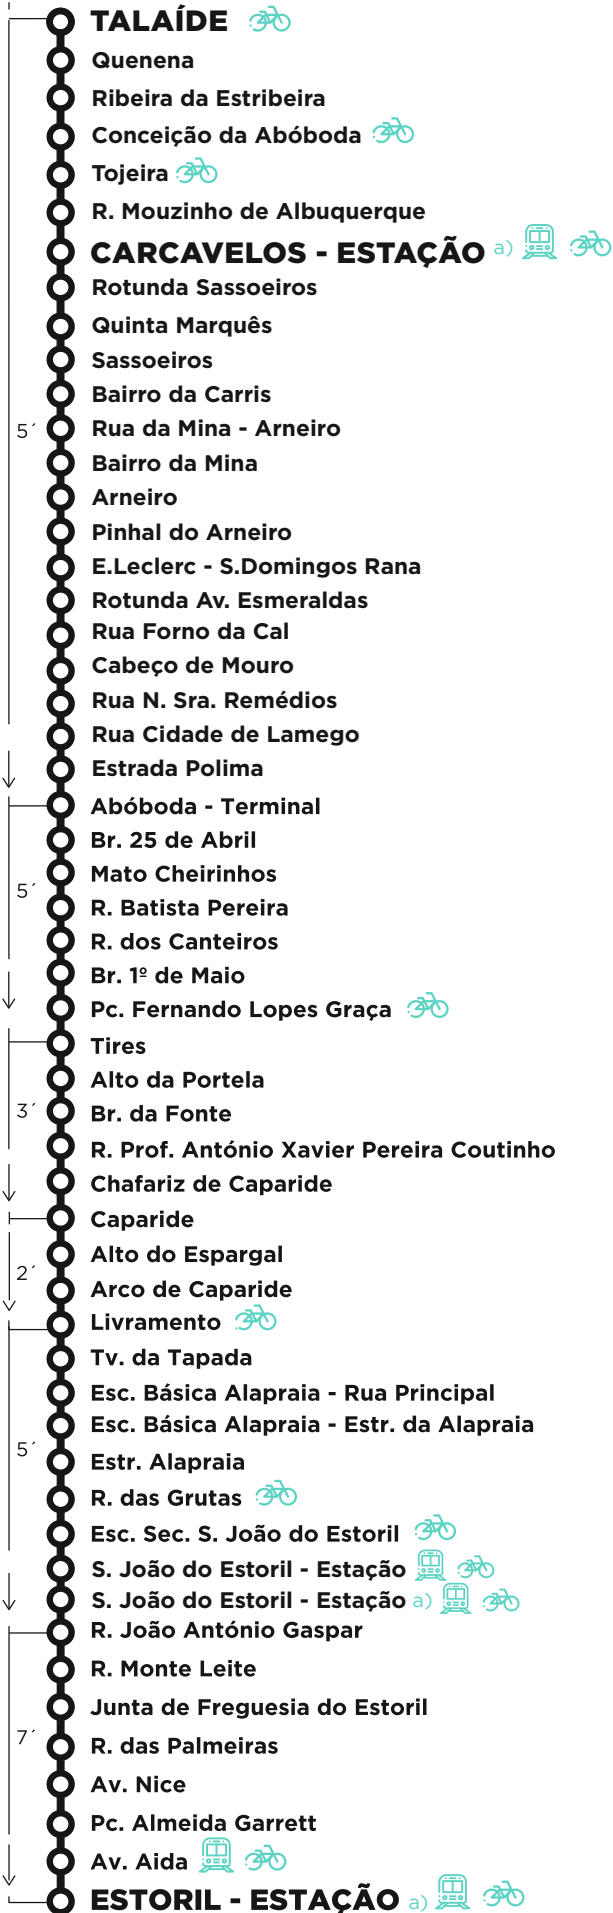 TALAÍDE
Quenena
Ribeira da Estribeira
Conceição da Abóboda
Tojeira
R. Mouzinho de Albuquerque
CARCAVELOS - ESTAÇÃO a)
Rotunda Sassoeiros
Quinta Marquês
Sassoeiros
Bairro da Carris
5´ Rua da Mina - Arneiro
Bairro da Mina
Arneiro
Pinhal do Arneiro
E.Leclerc - S.Domingos Rana
Rotunda Av. Esmeraldas
Rua Forno da Cal
Cabeço de Mouro
Rua N. Sra. Remédios
Rua Cidade de Lamego
Estrada Polima
Abóboda - Terminal
Br. 25 de Abril
Mato Cheirinhos
5´
R. Batista Pereira
R. dos Canteiros
Br. 1º de Maio
Pc. Fernando Lopes Graça
Tires
Alto da Portela
3´ Br. da Fonte
R. Prof. António Xavier Pereira Coutinho
Chafariz de Caparide
Caparide
Alto do Espargal
2´
Arco de Caparide
Livramento
Tv. da Tapada
Esc. Básica Alapraia - Rua Principal
Esc. Básica Alapraia - Estr. da Alapraia
5´
Estr. Alapraia
R. das Grutas
Esc. Sec. S. João do Estoril
S. João do Estoril - Estação
S. João do Estoril - Estação a)
R. João António Gaspar
R. Monte Leite
Junta de Freguesia do Estoril
7´
R. das Palmeiras
Av. Nice
Pc. Almeida Garrett
Av. Aida
ESTORIL - ESTAÇÃO a)